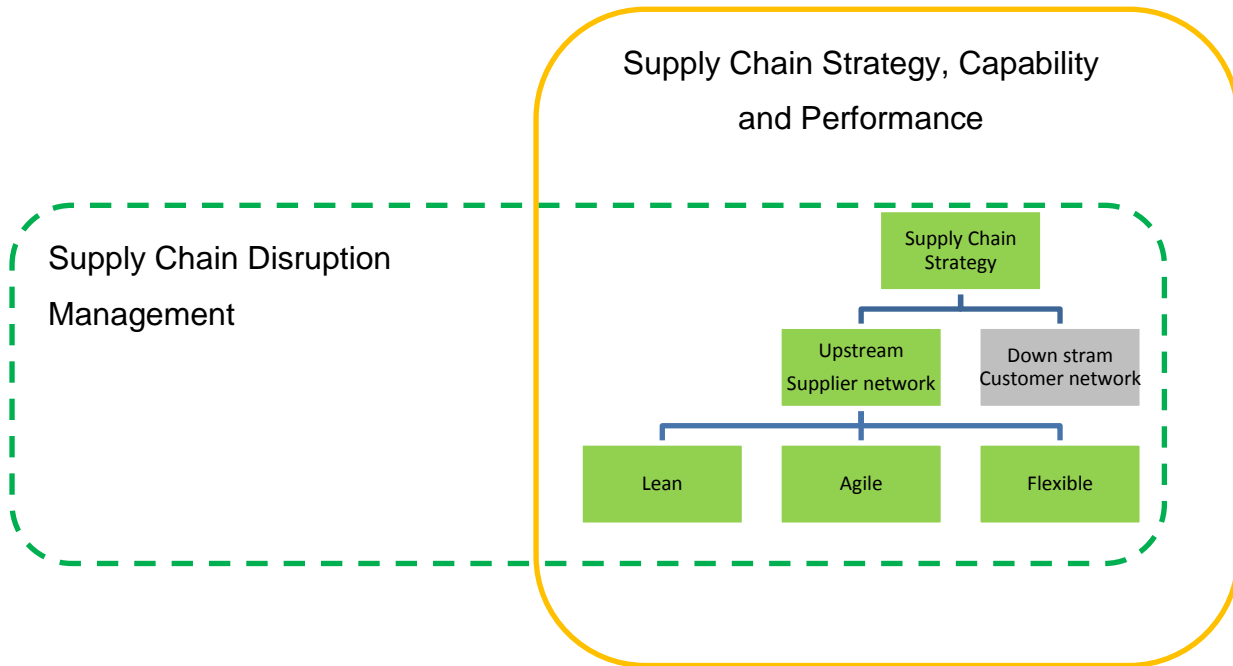 Supply Chain Strategy, Capability
and Performance
Supply Chain Disruption
Management
Supply Chain
Strategy
Upstream
Supplier network
Down stram
Customer network
Lean
Agile
Flexible